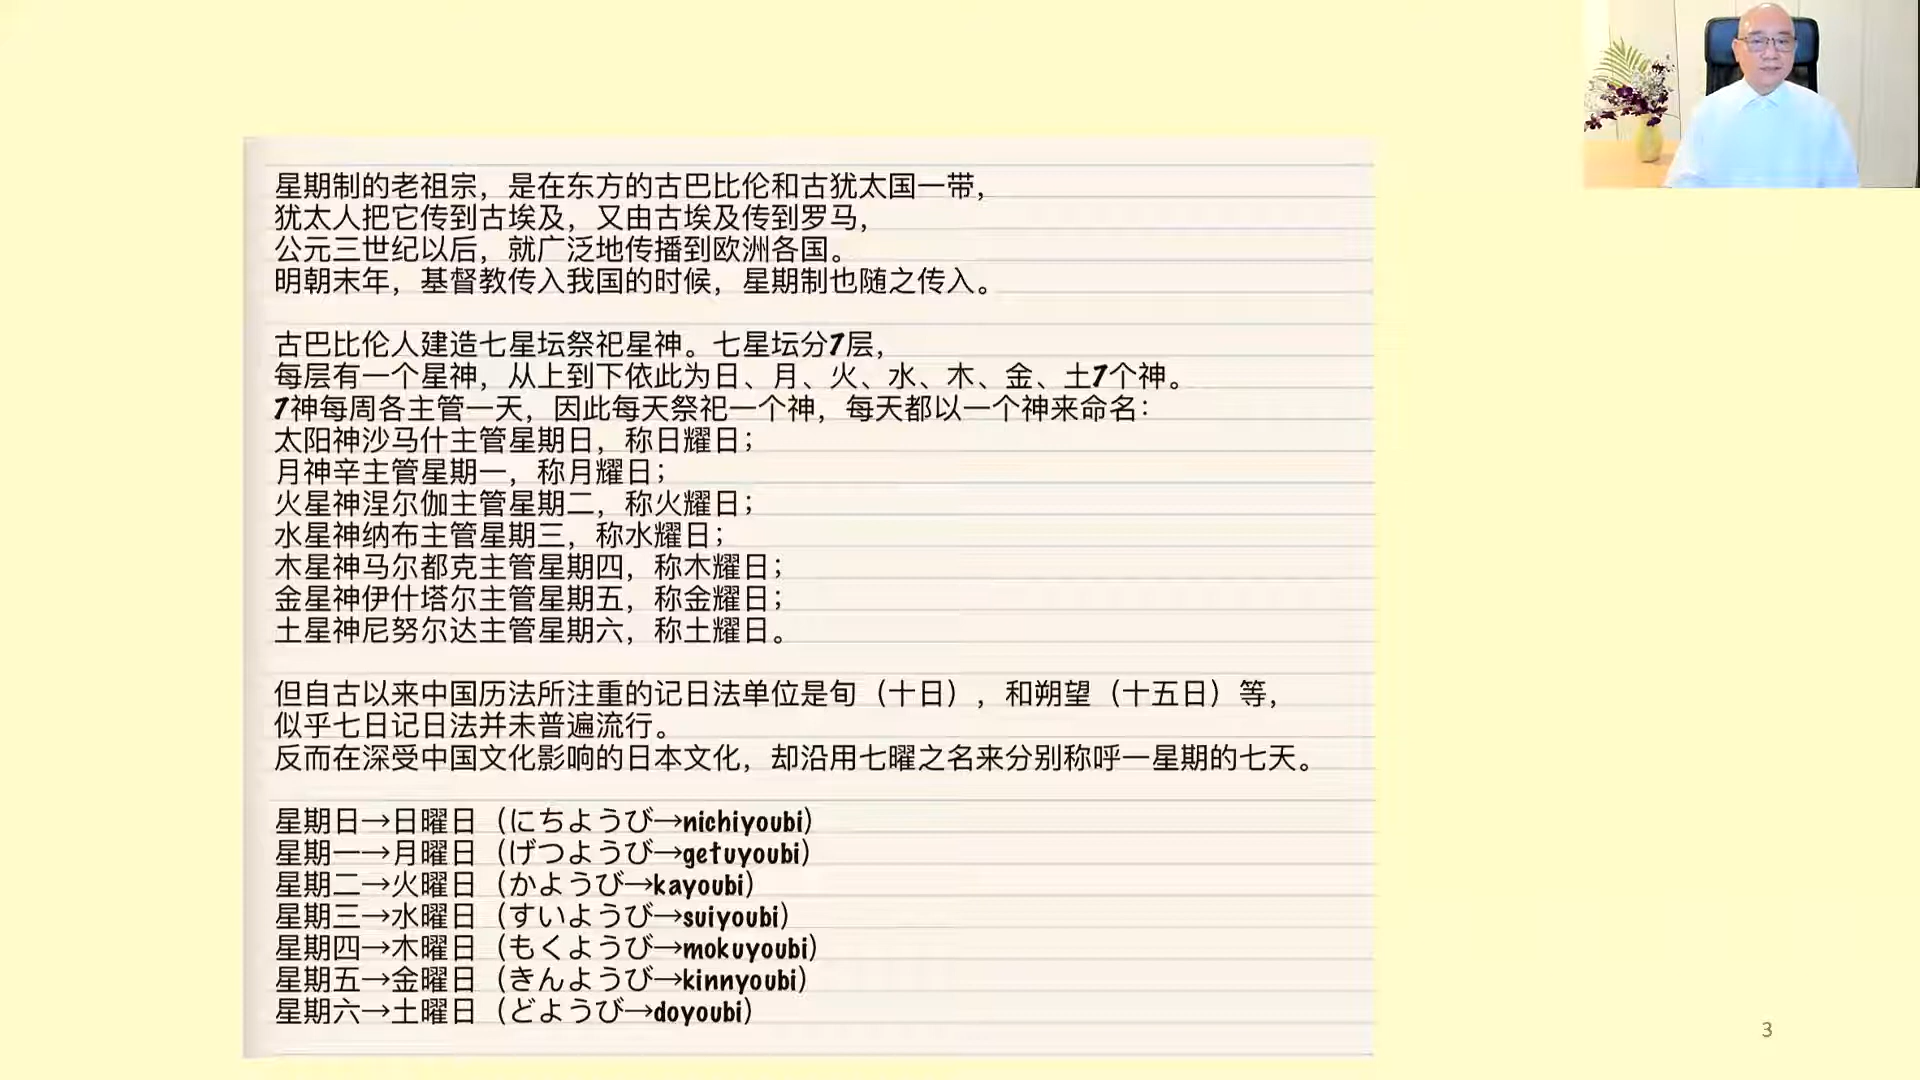 星期制的老祖宗，是在东方的古巴比伦和古犹太国一带，
犹太人把它传到古埃及，又由古埃及传到罗马，
公元三世纪以后，就广泛地传播到欧洲各国。
明朝末年，基督教传入我国的时候，星期制也随之传入。
古巴比伦人建造七星坛祭祀星神。七星坛分7层，
每层有一个星神，从上到下依此为日、月、火、水、木、金、土7个神。
7神每周各主管一天，因此每天祭祀一个神，每天都以一个神来命名：
太阳神沙马什主管星期日，称日耀日；
月神辛主管星期一，称月耀日；
火星神涅尔伽主管星期二，称火耀日；
水星神纳布主管星期三，称水耀日；
木星神马尔都克主管星期四，称木耀日；
金星神伊什塔尔主管星期五，称金耀日；
土星神尼努尔达主管星期六，称土耀日。
但自古以来中国历法所注重的记日法单位是旬（十日），和朔望（十五日）等，
似乎七日记日法并未普遍流行。
反而在深受中国文化影响的日本文化，却沿用七曜之名来分别称呼一星期的七天。
星期日→日曜日（にちようび→nichiyoubi）
星期一→月曜日（げつようび→getuyoubi）
星期二→火曜日（かようび→kayoubi）
星期三→水曜日（すいようび→suiyoubi）
星期四→木曜日（もくようび→mokuyoubi）
星期五→金曜日（きんようび→kinnyoubi）
星期六→土曜日（どようび→doyoubi）
3